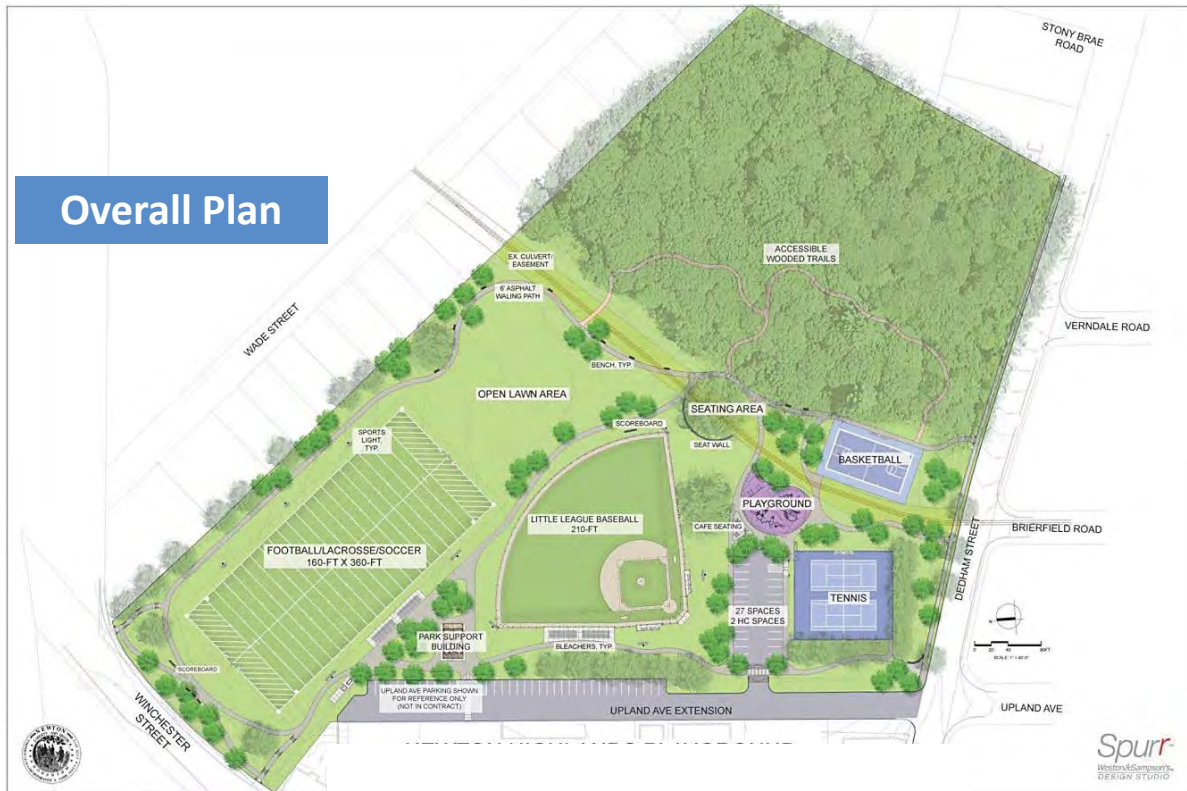 STONY BRAE
ROAD
Overall Plan
EX. CULVERT/
EASEMENT
ACCESSIBLE
WOODED TRAILS
6' ASPHALT
WALING PATH
WADE STREET
VERNDALE ROAD
BENCH, TYP.
OPEN LAWN AREA
SEATING AREA
SCOREBOARD
SPORTS
LIGHT,
TYP.
SEAT WALL
BASKETBALL
PLAYGROUND
LITTLE LEAGUE BASEBALL
210-FT
CAFE SEATING
BRIERFIELD ROAD
FOOTBALL/LACROSSE/SOCCER
160-FT X 360-FT
DEDHAM STREET
TENNIS
27 SPACES
2 HC SPACES
PARK SUPPORT
BUILDING
BLEACHERS, TYP.
SCOREBOARD
UPLAND AVE PARKING SHOWN
FOR REFERENCE ONLY
(NOT IN CONTRACT)
UPLAND AVE EXTENSION
UPLAND AVE
WINCHESTER
STREET
NEWTON HIGHLANDS PLAYGROUND
NEWTON
Spurr
Weston&Sampson's
DESIGN STUDIO